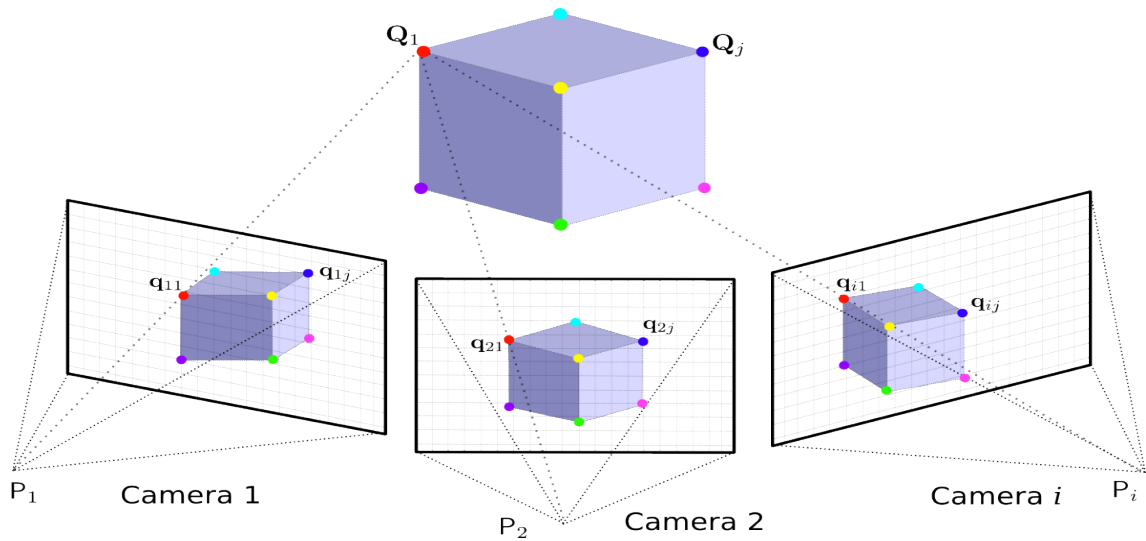 Q₁
Qⱼ
q₁₁
q₁ⱼ
q₂₁
q₂ⱼ
qᵢ₁
qᵢⱼ
P₁
Camera 1
P₂
Camera 2
Camera i
Pᵢ